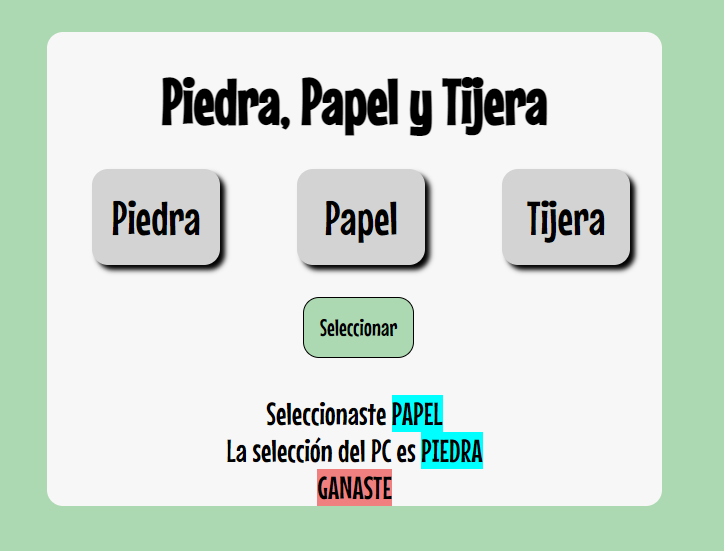 Piedra, Papel y Tijera
Piedra Papel Tijera
Seleccionar
Seleccionaste PAPEL
La selección del PC es PIEDRA
GANASTE